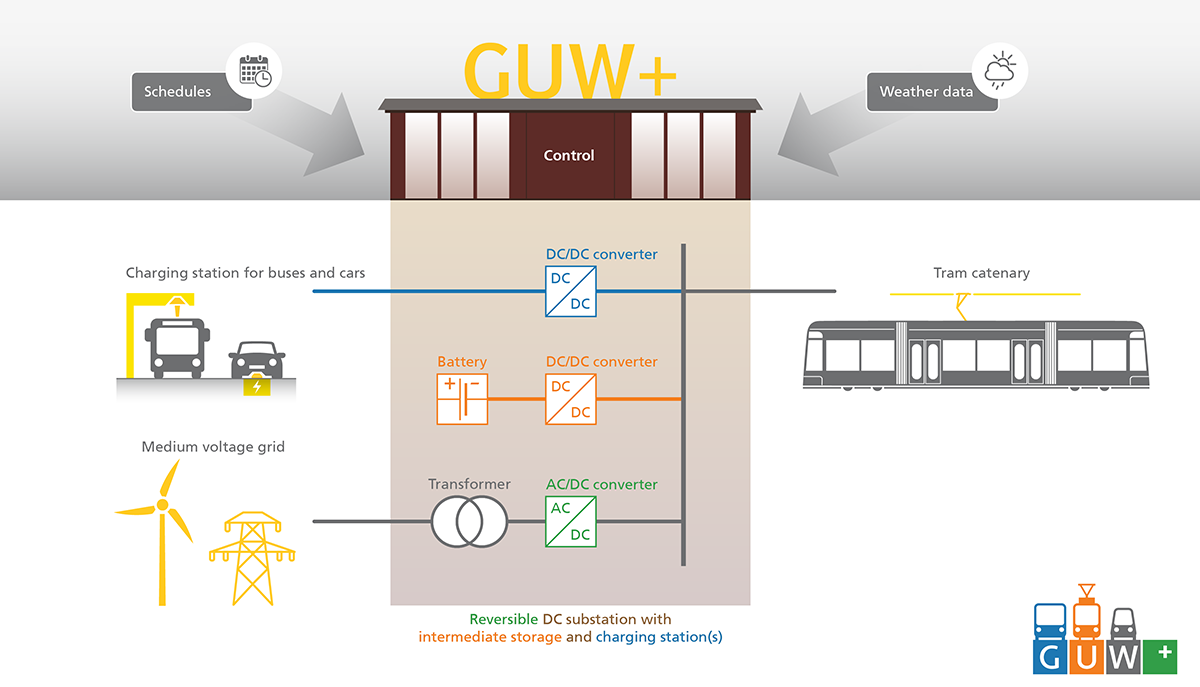 GUW+
Schedules
Weather data
Control
DC/DC converter
DC
DC
Charging station for buses and cars
Tram catenary
Battery
+ −
DC/DC converter
DC
DC
Medium voltage grid
Transformer
AC/DC converter
AC
DC
Reversible DC substation with
intermediate storage and charging station(s)
GUW+